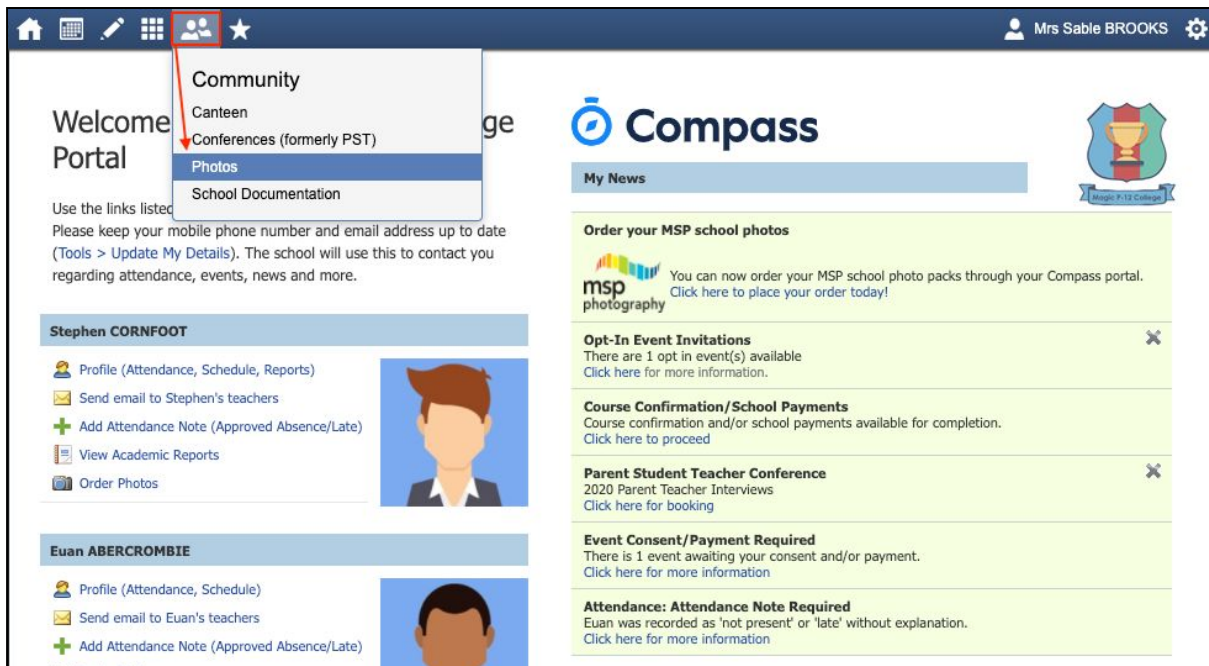 Mrs Sable BROOKS
Community
Canteen
Conferences (formerly PST)
Photos
School Documentation
Welcome
ge
Portal
Use the links listed
Please keep your mobile phone number and email address up to date
(Tools > Update My Details). The school will use this to contact you
regarding attendance, events, news and more.
Stephen CORNFOOT
Profile (Attendance, Schedule, Reports)
Send email to Stephen's teachers
Add Attendance Note (Approved Absence/Late)
View Academic Reports
Order Photos
Euan ABERCROMBIE
Profile (Attendance, Schedule)
Send email to Euan's teachers
Add Attendance Note (Approved Absence/Late)
Compass
Magic P-12 College
My News
Order your MSP school photos
msp
photography
You can now order your MSP school photo packs through your Compass portal.
Click here to place your order today!
Opt-In Event Invitations
There are 1 opt in event(s) available
Click here for more information.
Course Confirmation/School Payments
Course confirmation and/or school payments available for completion.
Click here to proceed
Parent Student Teacher Conference
2020 Parent Teacher Interviews
Click here for booking
Event Consent/Payment Required
There is 1 event awaiting your consent and/or payment.
Click here for more information
Attendance: Attendance Note Required
Euan was recorded as 'not present' or 'late' without explanation.
Click here for more information